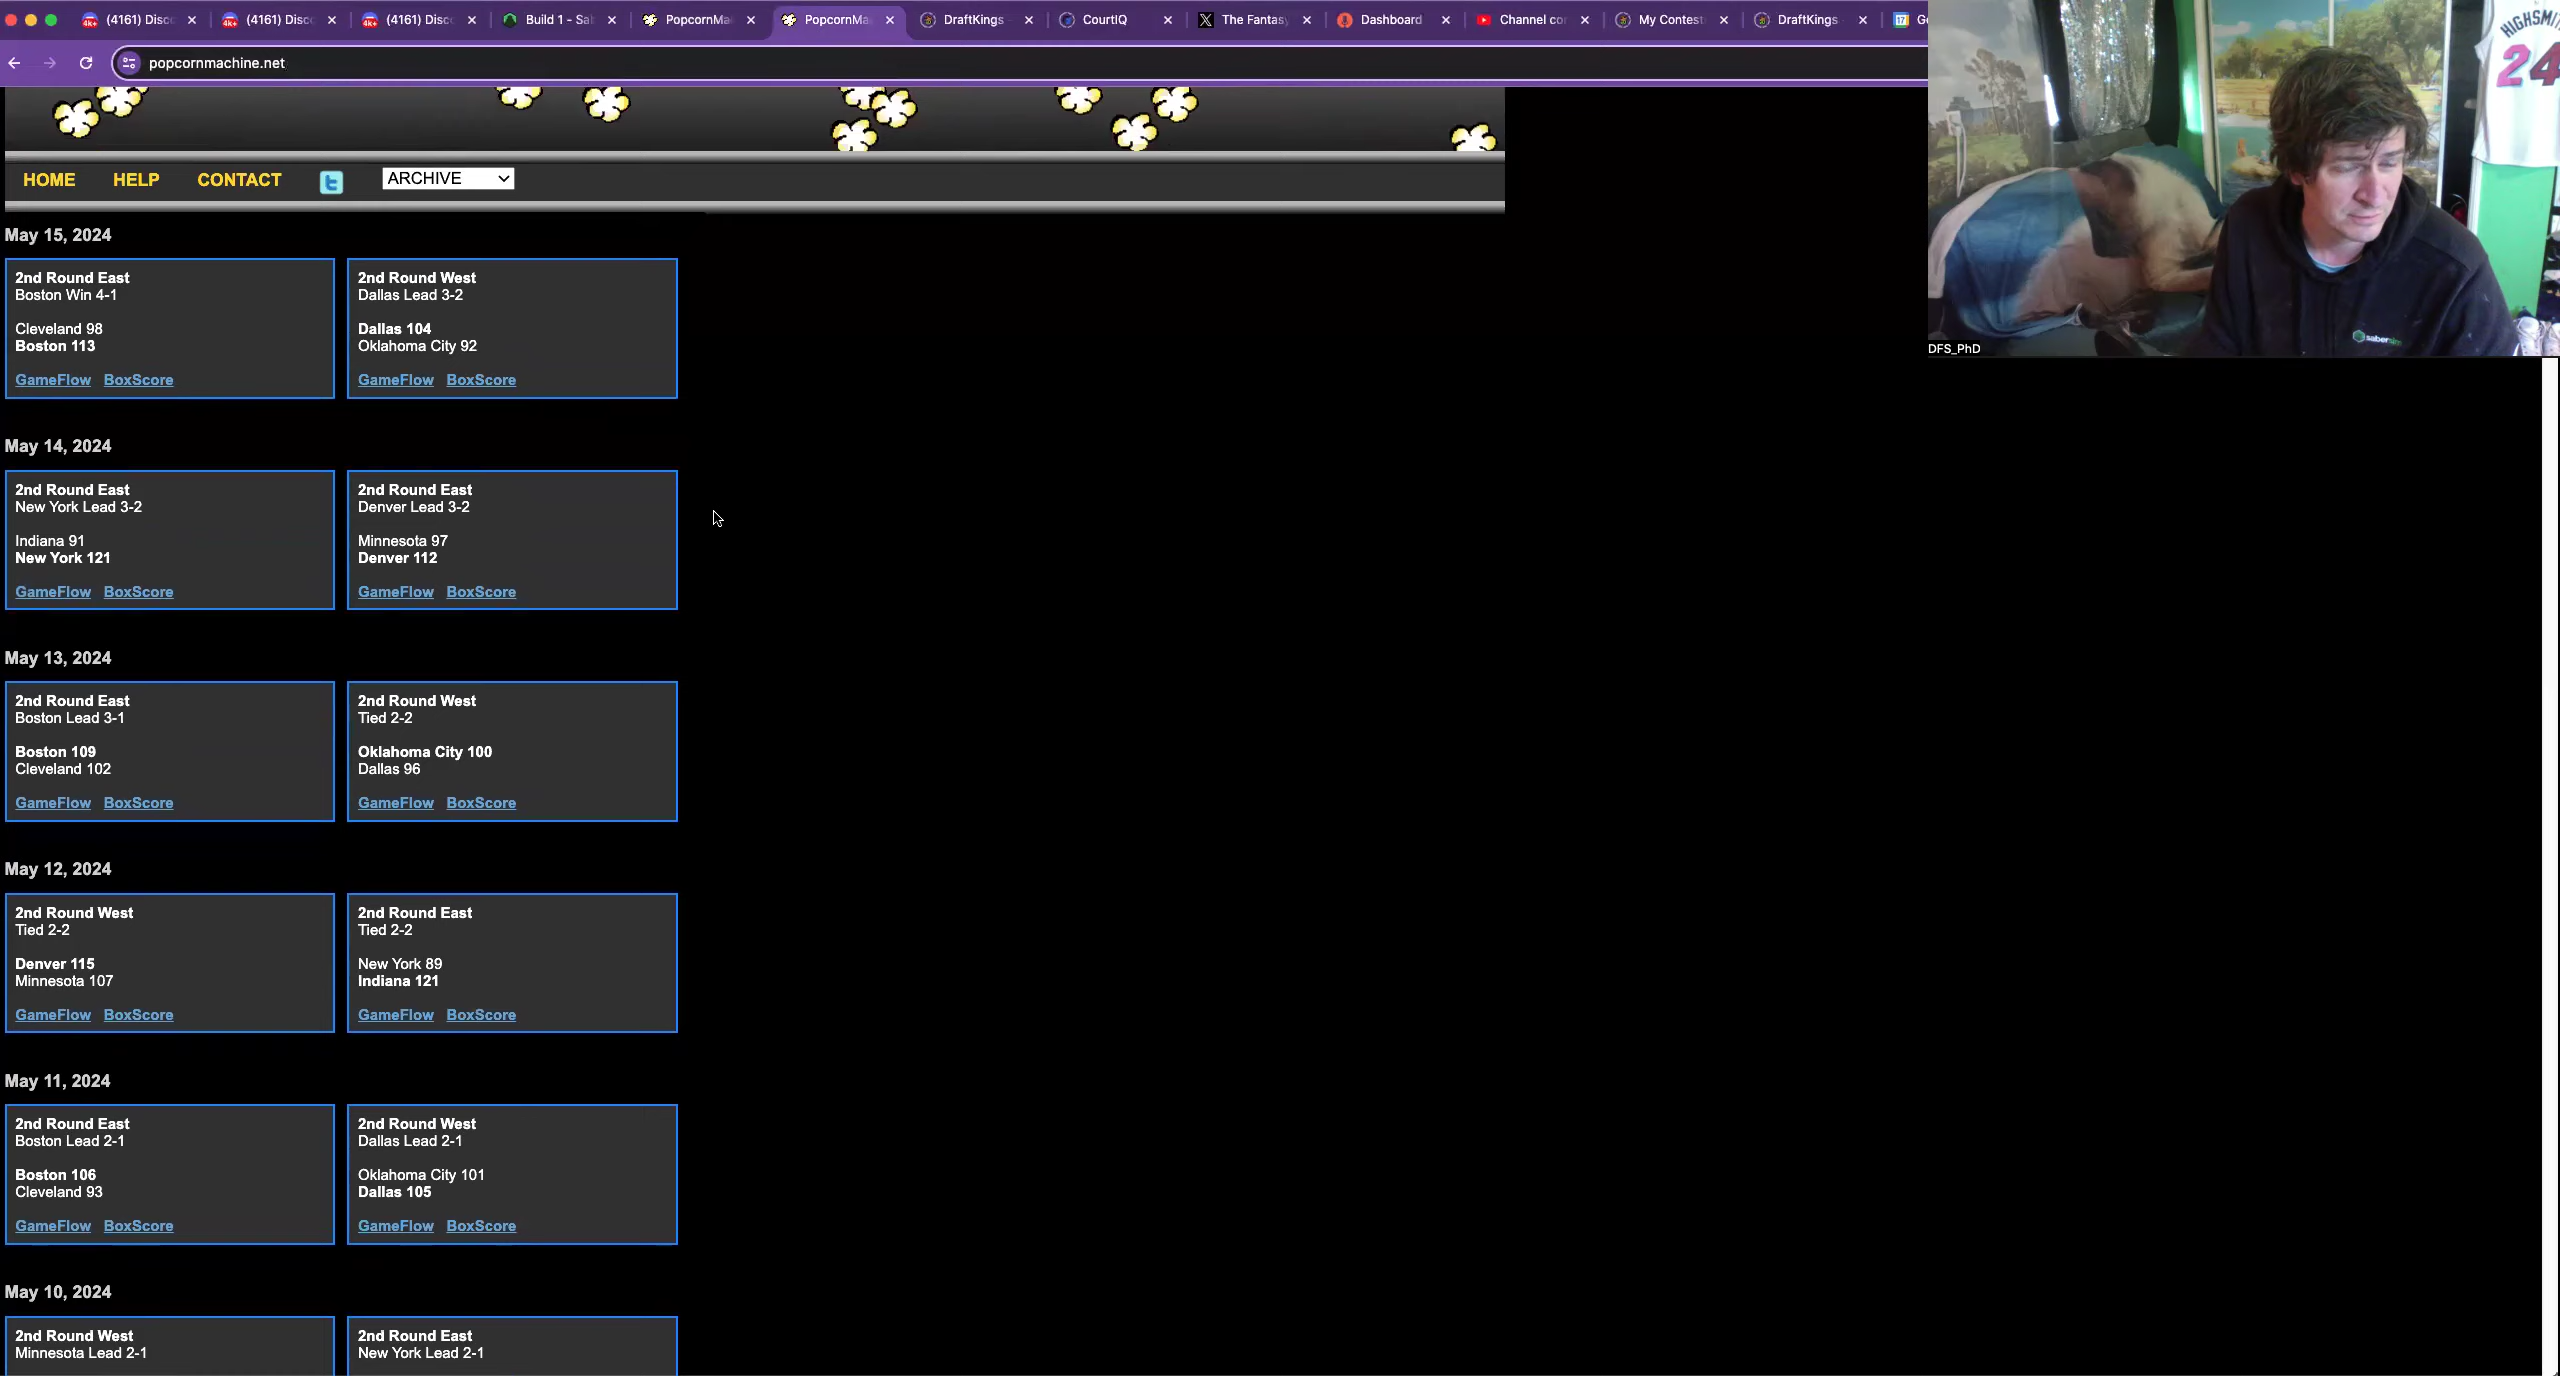 (4161) Disc
(4161) Disc
(4161) Disc
Build 1 - Sa
PopcornMa
PopcornMa
DraftKings
CourtIQ
The Fantasy
Dashboard
Channel co
My Contest
DraftKings
popcornmachine.net
HIGHSMITH
24
HOME HELP CONTACT ARCHIVE
May 15, 2024
2nd Round East
Boston Win 4-1
Cleveland 98
Boston 113
GameFlow BoxScore
2nd Round West
Dallas Lead 3-2
Dallas 104
Oklahoma City 92
GameFlow BoxScore
sabersim
DFS_PhD
May 14, 2024
2nd Round East
New York Lead 3-2
Indiana 91
New York 121
GameFlow BoxScore
2nd Round East
Denver Lead 3-2
Minnesota 97
Denver 112
GameFlow BoxScore
May 13, 2024
2nd Round East
Boston Lead 3-1
Boston 109
Cleveland 102
GameFlow BoxScore
2nd Round West
Tied 2-2
Oklahoma City 100
Dallas 96
GameFlow BoxScore
May 12, 2024
2nd Round West
Tied 2-2
Denver 115
Minnesota 107
GameFlow BoxScore
2nd Round East
Tied 2-2
New York 89
Indiana 121
GameFlow BoxScore
May 11, 2024
2nd Round East
Boston Lead 2-1
Boston 106
Cleveland 93
GameFlow BoxScore
2nd Round West
Dallas Lead 2-1
Oklahoma City 101
Dallas 105
GameFlow BoxScore
May 10, 2024
2nd Round West
Minnesota Lead 2-1
2nd Round East
New York Lead 2-1